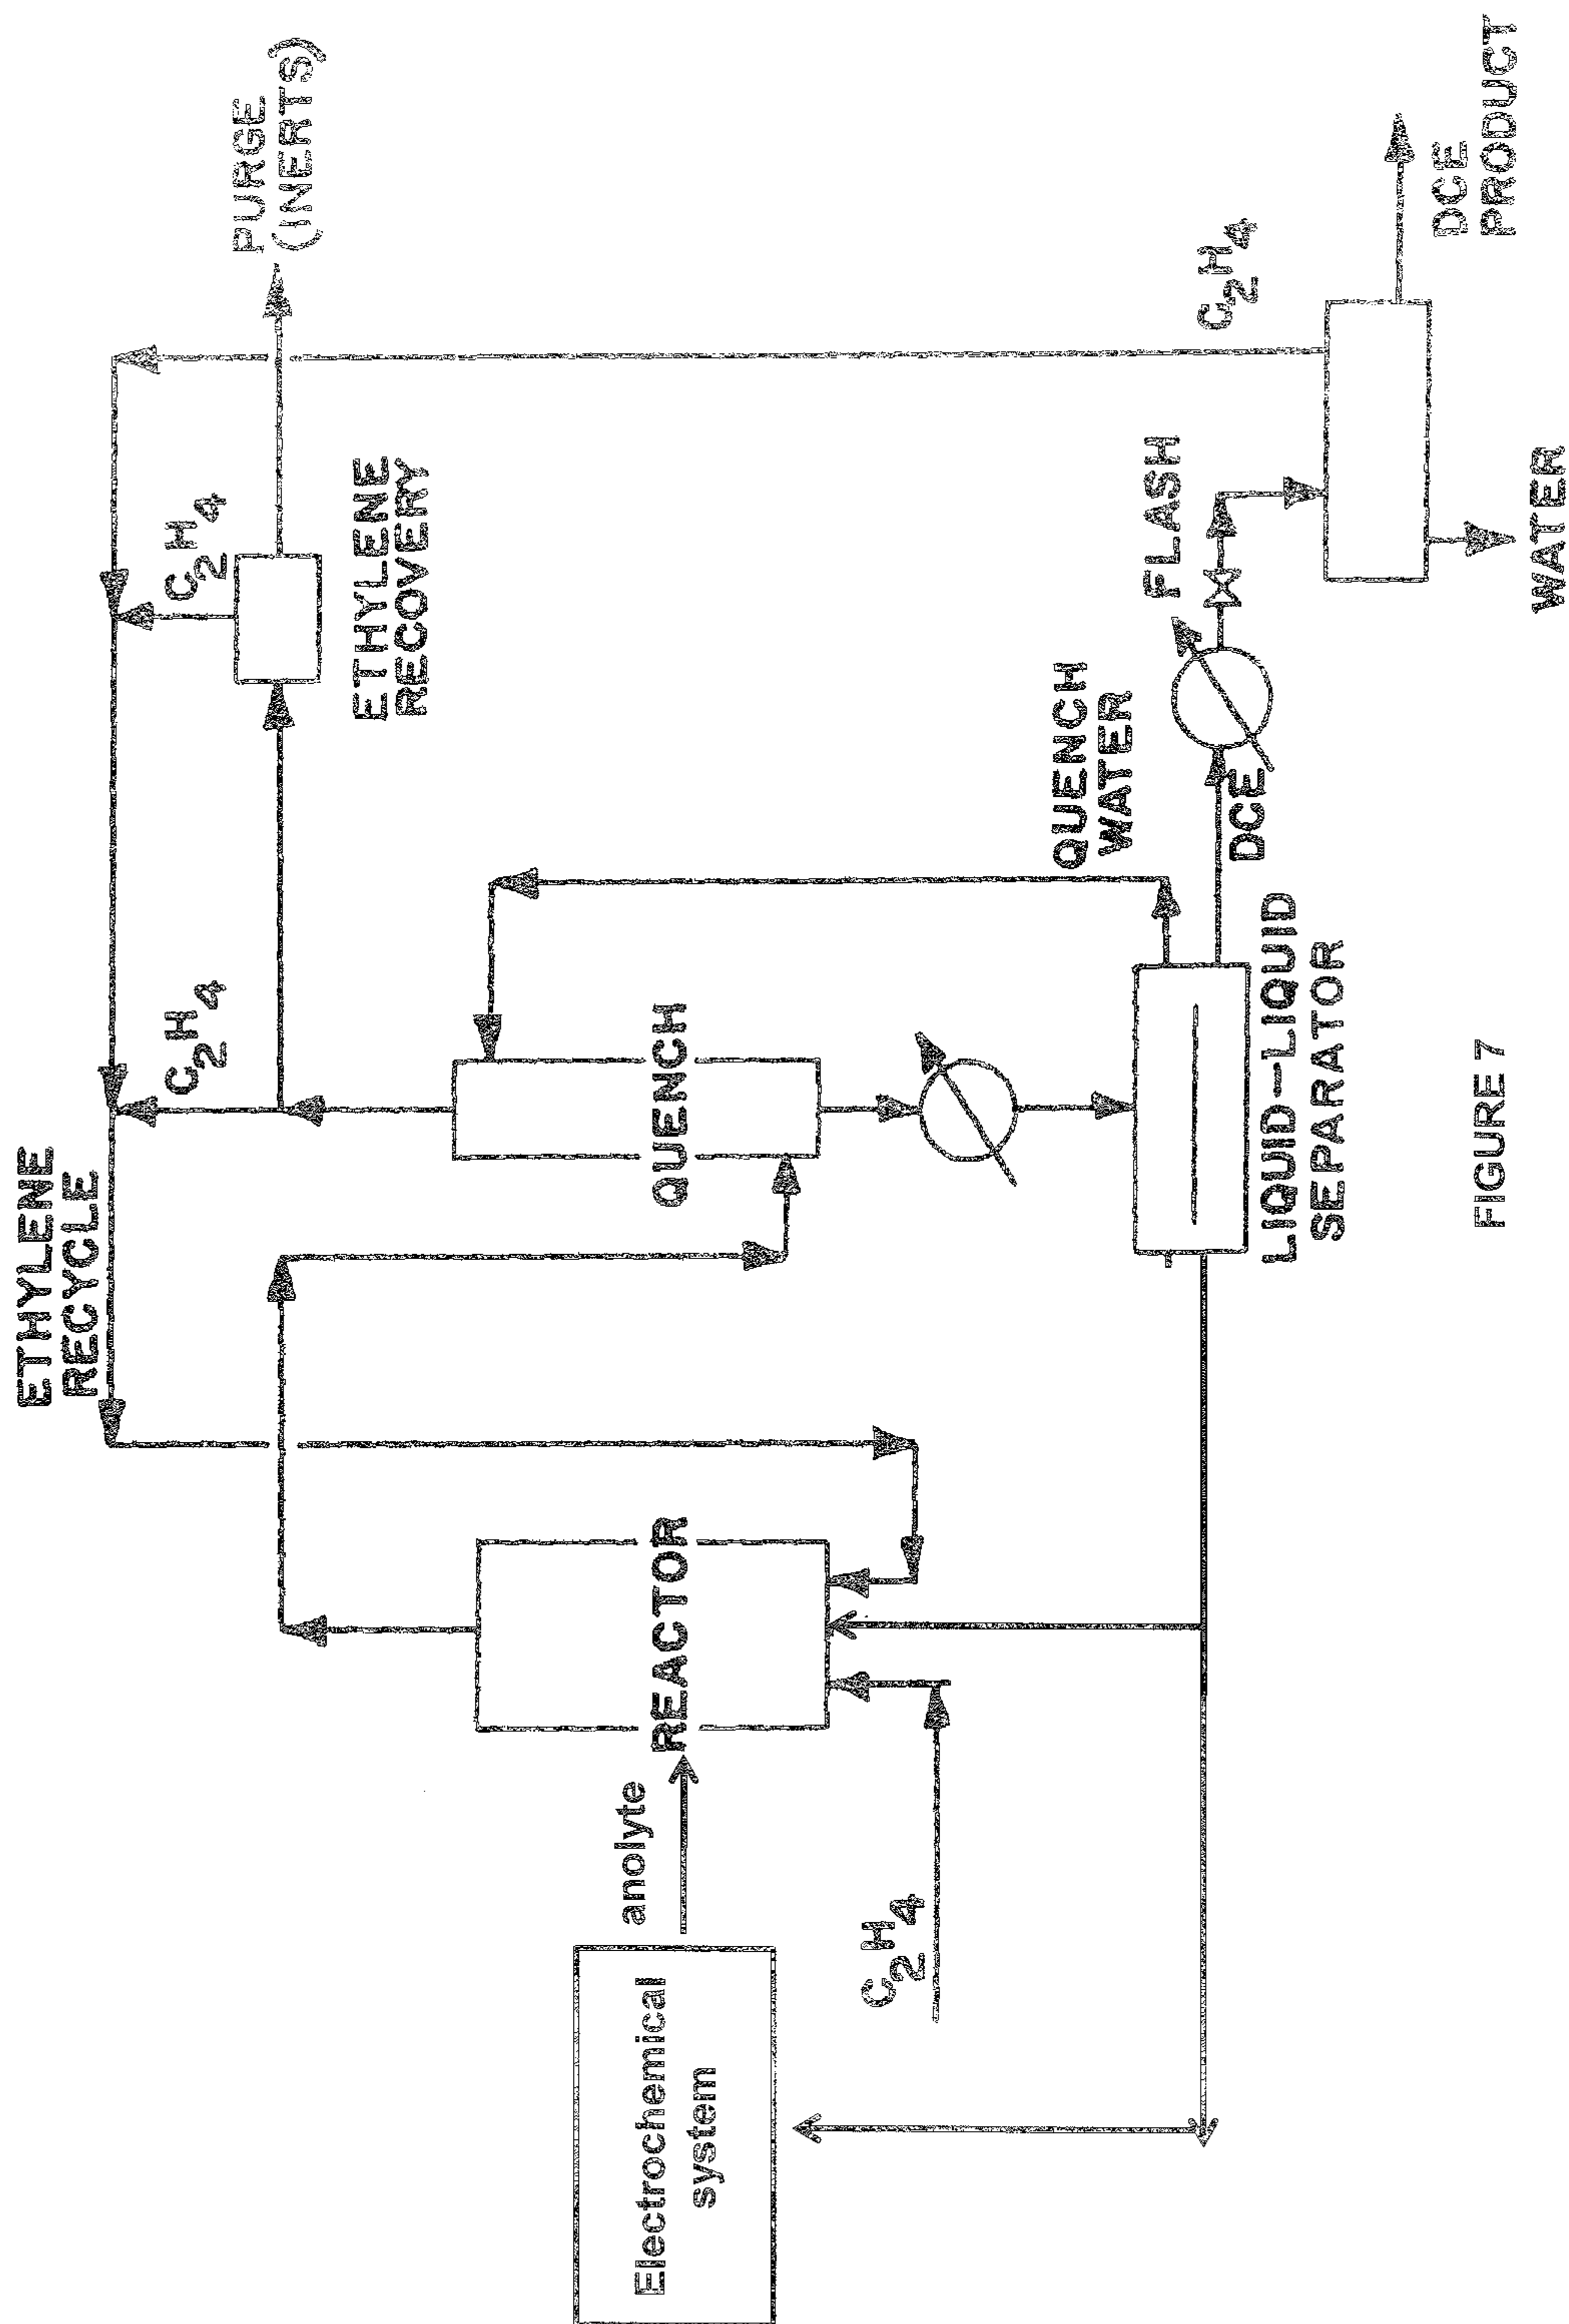 ETHYLENE
RECYCLE
C2H4
C2H4
PURGE
(INERTS)
ETHYLENE
RECOVERY
Electrochemical
system
anolyte
REACTOR
QUENCH
C2H4
QUENCH
WATER
FLASH
C2H4
DCE
LIQUID-LIQUID
SEPARATOR
WATER
DCE
PRODUCT
FIGURE 7